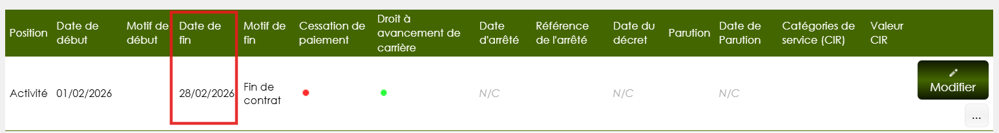 Position
Date de
début
Motif de
début
Date de
fin
Motif de
fin
Cessation de
paiement
Droit à
avancement de
carrière
Date
d'arrêté
Référence
de l'arrêté
Date du
décret
Parution
Date de
Parution
Catégories de
service (CIR)
Valeur
CIR
Activité
01/02/2026
28/02/2026
Fin de
contrat
N/C
N/C
N/C
Modifier
...